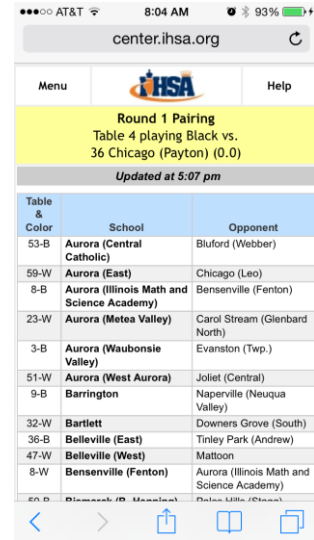 AT&T 8:04 AM 93%
center.ihsa.org
Menu IHSA Help
Round 1 Pairing
Table 4 playing Black vs.
36 Chicago (Payton) (0.0)
Updated at 5:07 pm
Table
&
Color School Opponent
53-B Aurora (Central Bluford (Webber)
Catholic)
59-W Aurora (East) Chicago (Leo)
8-B Aurora (Illinois Math and Bensenville (Fenton)
Science Academy)
23-W Aurora (Metea Valley) Carol Stream (Glenbard
North)
3-B Aurora (Waubonsie Evanston (Twp.)
Valley)
51-W Aurora (West Aurora) Joliet (Central)
9-B Barrington Naperville (Neuqua
Valley)
32-W Bartlett Downers Grove (South)
36-B Belleville (East) Tinley Park (Andrew)
47-W Belleville (West) Mattoon
8-W Bensenville (Fenton) Aurora (Illinois Math and
Science Academy)